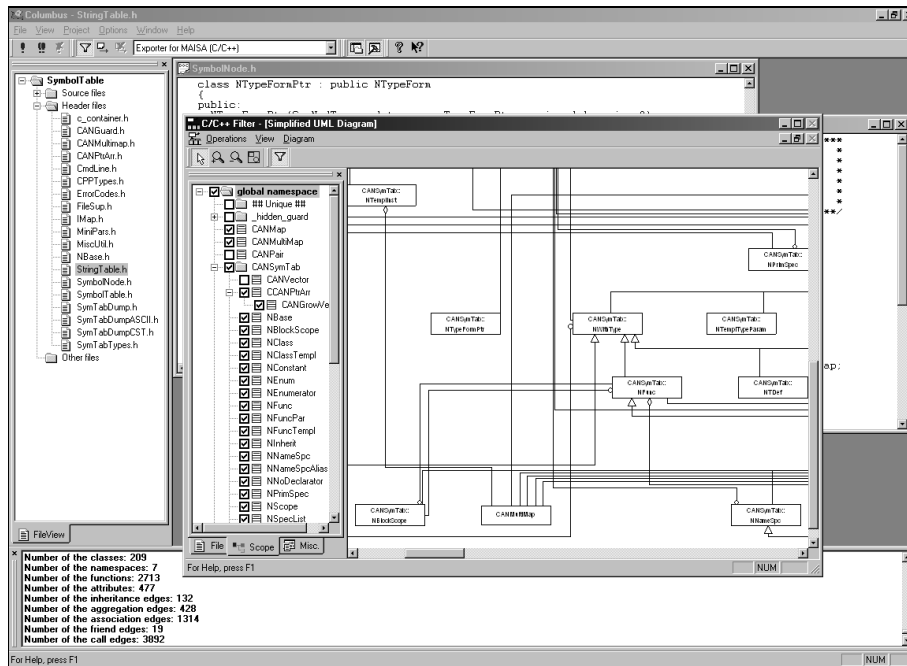 Columbus - StringTable.h
File View Project Options Window Help
Exporter for MAISA (C/C++)
SymbolTable
Source files
Header files
c_container.h
CANGuard.h
CANMultimap.h
CANPtrArr.h
CmdLine.h
CPPTypes.h
ErrorCodes.h
FileSup.h
IMap.h
MiniPars.h
MiscUtil.h
NBase.h
StringTable.h
SymbolNode.h
SymbolTable.h
SymTabDump.h
SymTabDumpASCII.h
SymTabDumpCST.h
SymTabTypes.h
Other files
FileView
SymbolNode.h
class NTypeFormPtr : public NTypeForm
{
public:
***
*
*
*
*
*
**/
ap;
C/C++ Filter - [Simplified UML Diagram]
Operations View Diagram
global namespace
## Unique ##
_hidden_guard
CANMap
CANMultiMap
CANPair
CANSymTab
CANVector
CCANPtrArr
CANGrowVe
NBase
NBlockScope
NClass
NClassTempl
NConstant
NEnum
NEnumerator
NFunc
NFuncPar
NFuncTempl
NInherit
NNameSpc
NNameSpcAlias
NNoDeclarator
NPrimSpec
NScope
NSpecList
File Scope Misc.
CANSymTab::
NTempInst
CANSymTab::
NPrimSpec
CANSymTab::
NTypeFormPtr
CANSymTab::
CANSymTab::
NTemplTypeParam
CANSymTab::
NFunc
CANSymTab::
NTDef
CANSymTab::
NBlockScope
CANMultiMap
CANSymTab::
NNameSpc
For Help, press F1
NUM
Number of the classes: 209
Number of the namespaces: 7
Number of the functions: 2713
Number of the attributes: 477
Number of the inheritance edges: 132
Number of the aggregation edges: 428
Number of the association edges: 1314
Number of the friend edges: 19
Number of the call edges: 3892
For Help, press F1
NUM